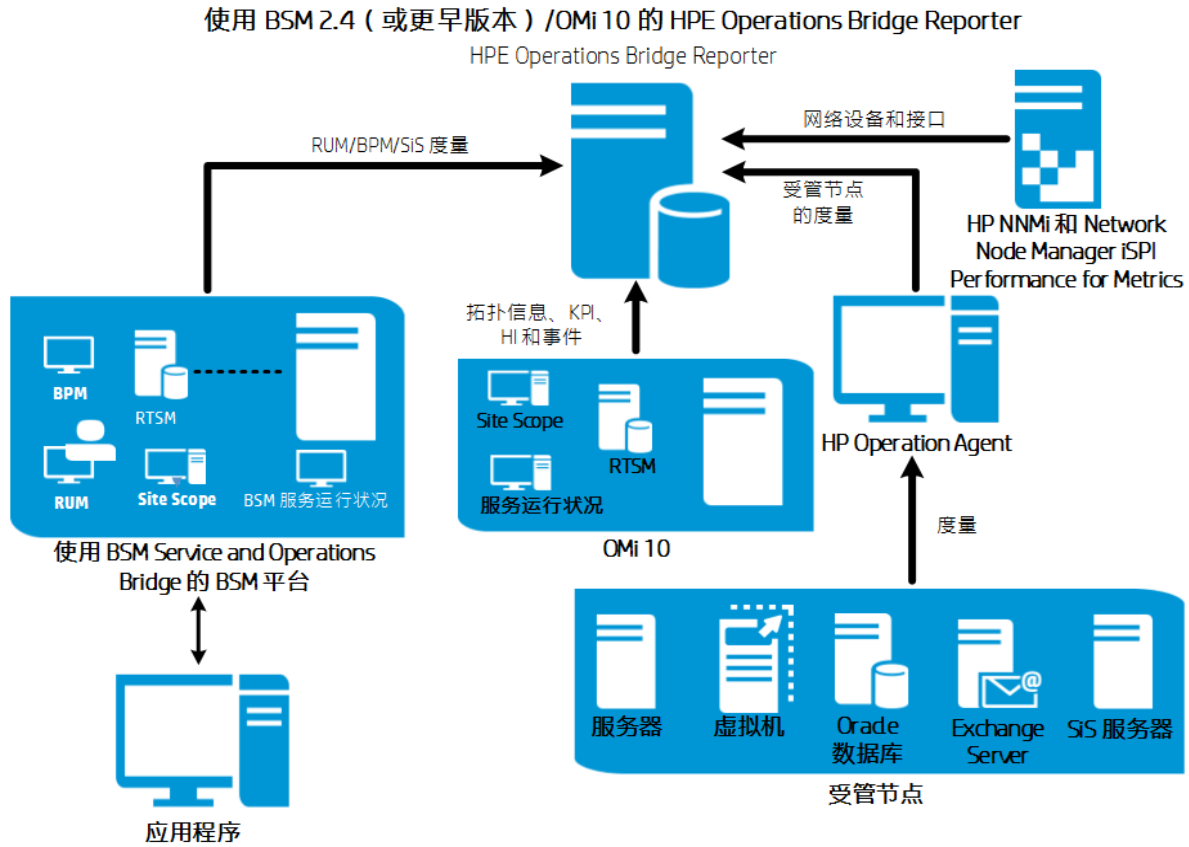 使用 BSM 2.4（或更早版本）/OMi 10 的 HPE Operations Bridge Reporter
HPE Operations Bridge Reporter
RUM/BPM/SiS 度量
网络设备和接口
受管节点
的度量
HP NNMi 和 Network
Node Manager iSPI
Performance for Metrics
拓扑信息、KPI、
HI 和事件
BPM
RTSM
RUM
Site Scope
BSM 服务运行状况
使用 BSM Service and Operations
Bridge 的 BSM 平台
Site Scope
RTSM
服务运行状况
OMi 10
HP Operation Agent
度量
服务器
虚拟机
Oracle
数据库
Exchange
Server
SiS 服务器
受管节点
应用程序